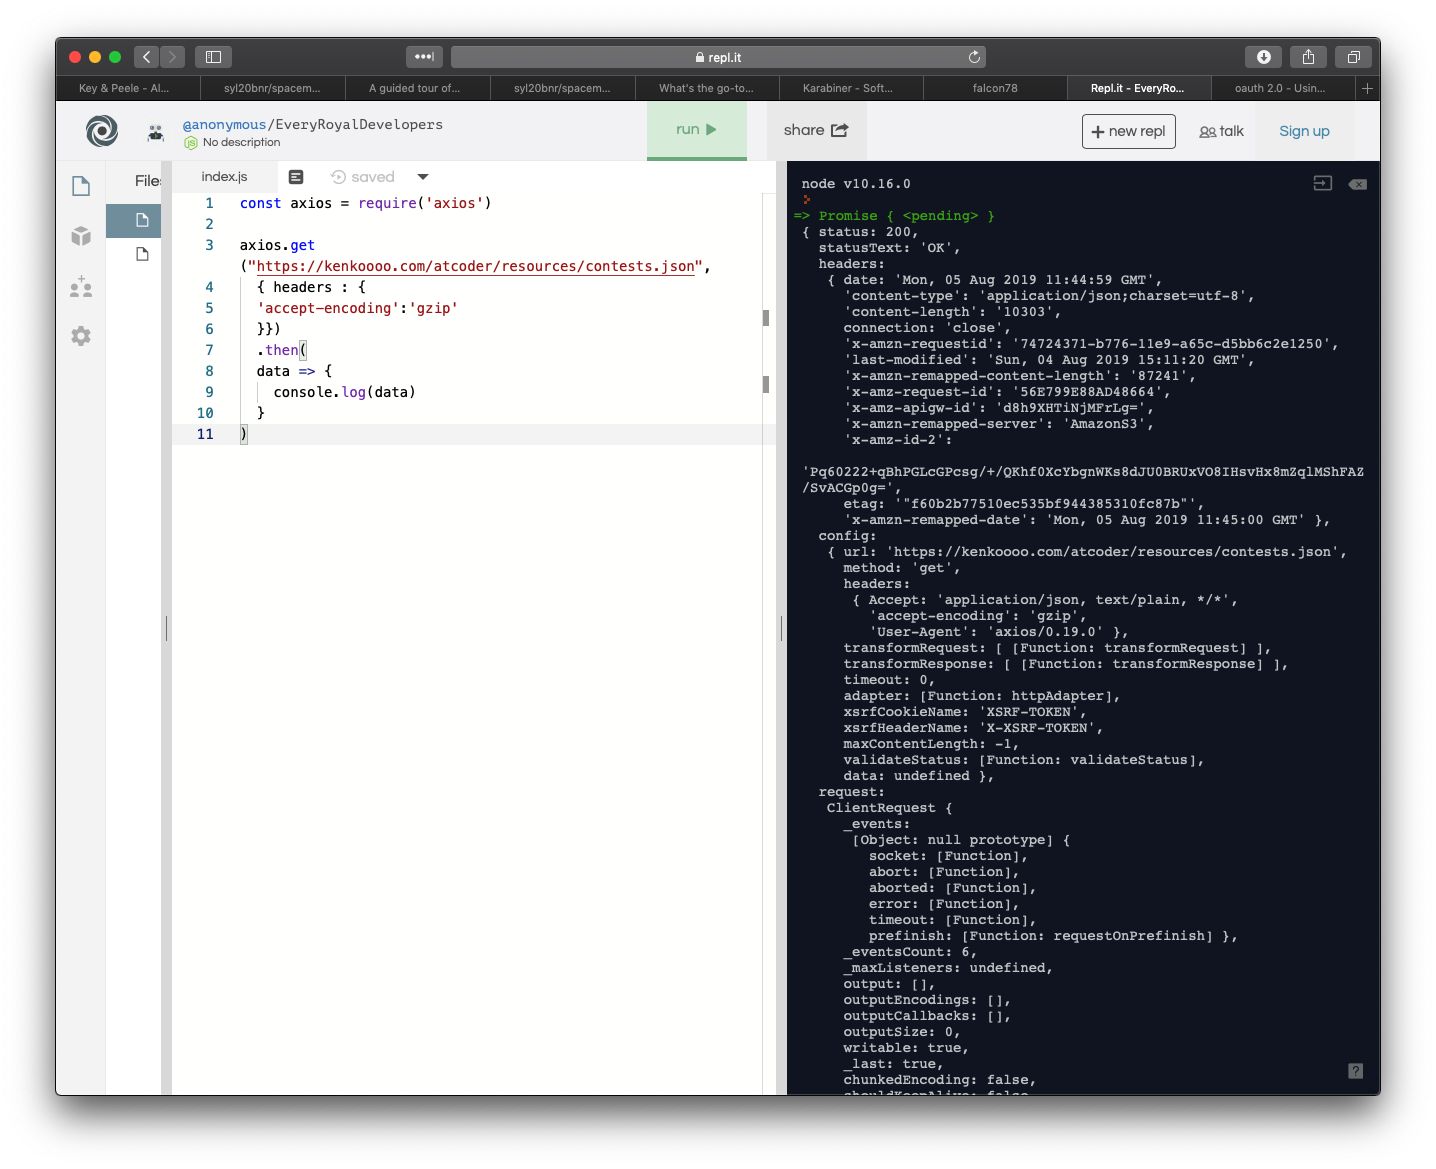 repl.it
Key & Peele - Al...
syl20bnr/spacem...
A guided tour of...
syl20bnr/spacem...
What's the go-to...
Karabiner - Soft...
falcon78
Repl.it - EveryRo...
oauth 2.0 - Usin...
@anonymous/EveryRoyalDevelopers
No description
run
share
+ new repl
talk
Sign up
Files
index.js
saved
1 const axios = require('axios')
2
3 axios.get
("https://kenkoooo.com/atcoder/resources/contests.json",
4 { headers : {
5 'accept-encoding':'gzip'
6 }})
7 .then(
8 data => {
9 console.log(data)
10 }
11 )
node v10.16.0
=> Promise { <pending> }
{ status: 200,
statusText: 'OK',
headers:
{ date: 'Mon, 05 Aug 2019 11:44:59 GMT',
'content-type': 'application/json;charset=utf-8',
'content-length': '10303',
connection: 'close',
'x-amzn-requestid': '74724371-b776-11e9-a65c-d5bb6c2e1250',
'last-modified': 'Sun, 04 Aug 2019 15:11:20 GMT',
'x-amzn-remapped-content-length': '87241',
'x-amz-request-id': '56E799E88AD48664',
'x-amz-apigw-id': 'd8h9XHTiNjMFrLg=',
'x-amzn-remapped-server': 'AmazonS3',
'x-amz-id-2':
'Pq60222+qBhPGLcGPcsg/+/QKhf0XcYbgnWKs8dJU0BRUxVO8IHsvHx8mZqlMShFAZ
/SvACGp0g=',
etag: '"f60b2b77510ec535bf944385310fc87b"',
'x-amzn-remapped-date': 'Mon, 05 Aug 2019 11:45:00 GMT' },
config:
{ url: 'https://kenkoooo.com/atcoder/resources/contests.json',
method: 'get',
headers:
{ Accept: 'application/json, text/plain, */*',
'accept-encoding': 'gzip',
'User-Agent': 'axios/0.19.0' },
transformRequest: [ [Function: transformRequest] ],
transformResponse: [ [Function: transformResponse] ],
timeout: 0,
adapter: [Function: httpAdapter],
xsrfCookieName: 'XSRF-TOKEN',
xsrfHeaderName: 'X-XSRF-TOKEN',
maxContentLength: -1,
validateStatus: [Function: validateStatus],
data: undefined },
request:
ClientRequest {
_events:
[Object: null prototype] {
socket: [Function],
abort: [Function],
aborted: [Function],
error: [Function],
timeout: [Function],
prefinish: [Function: requestOnPrefinish] },
_eventsCount: 6,
_maxListeners: undefined,
output: [],
outputEncodings: [],
outputCallbacks: [],
outputSize: 0,
writable: true,
_last: true,
chunkedEncoding: false,
shouldKeepAlive: false,
?